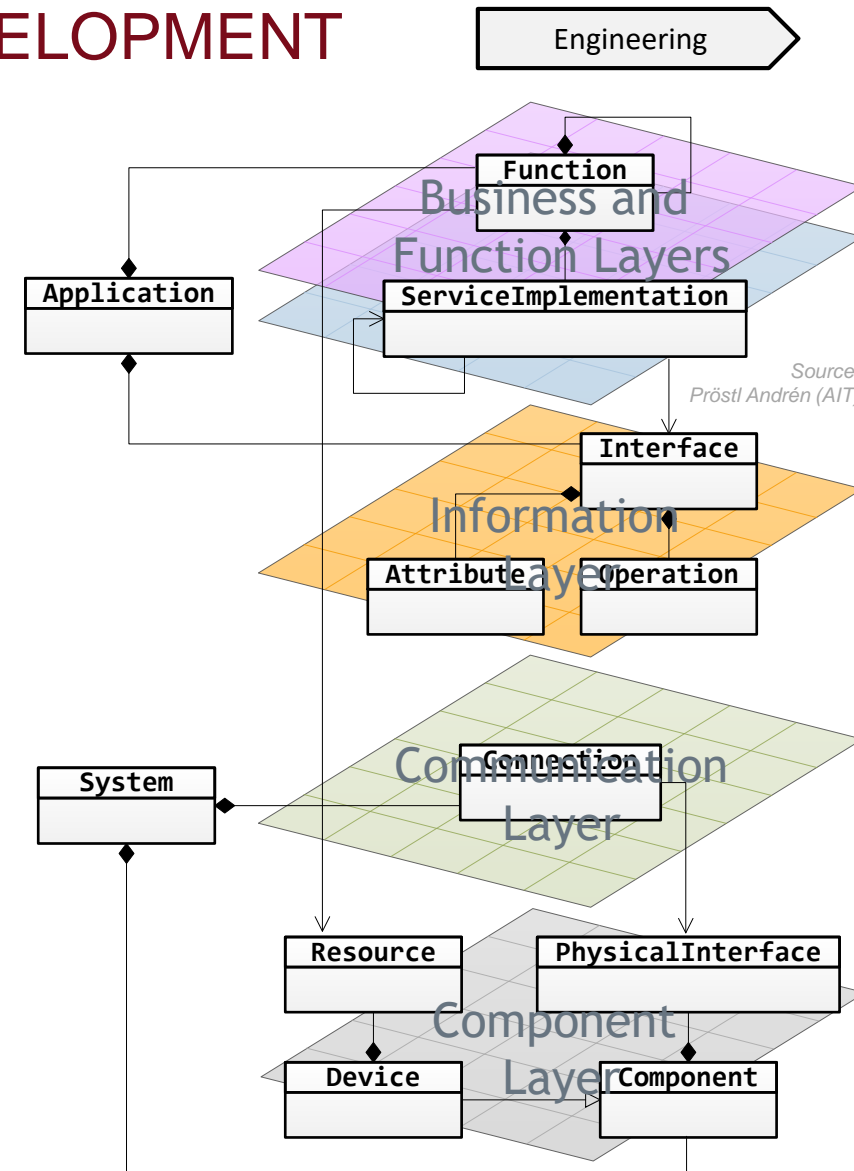 ELOPMENT
Engineering
Function
Business and
Function Layers
Application
ServiceImplementation
Source
Pröstl Andrén (AIT)
Interface
Information
Layer
Attribute
Operation
Connection
Communication
Layer
System
Resource
PhysicalInterface
Component
Layer
Device
Component